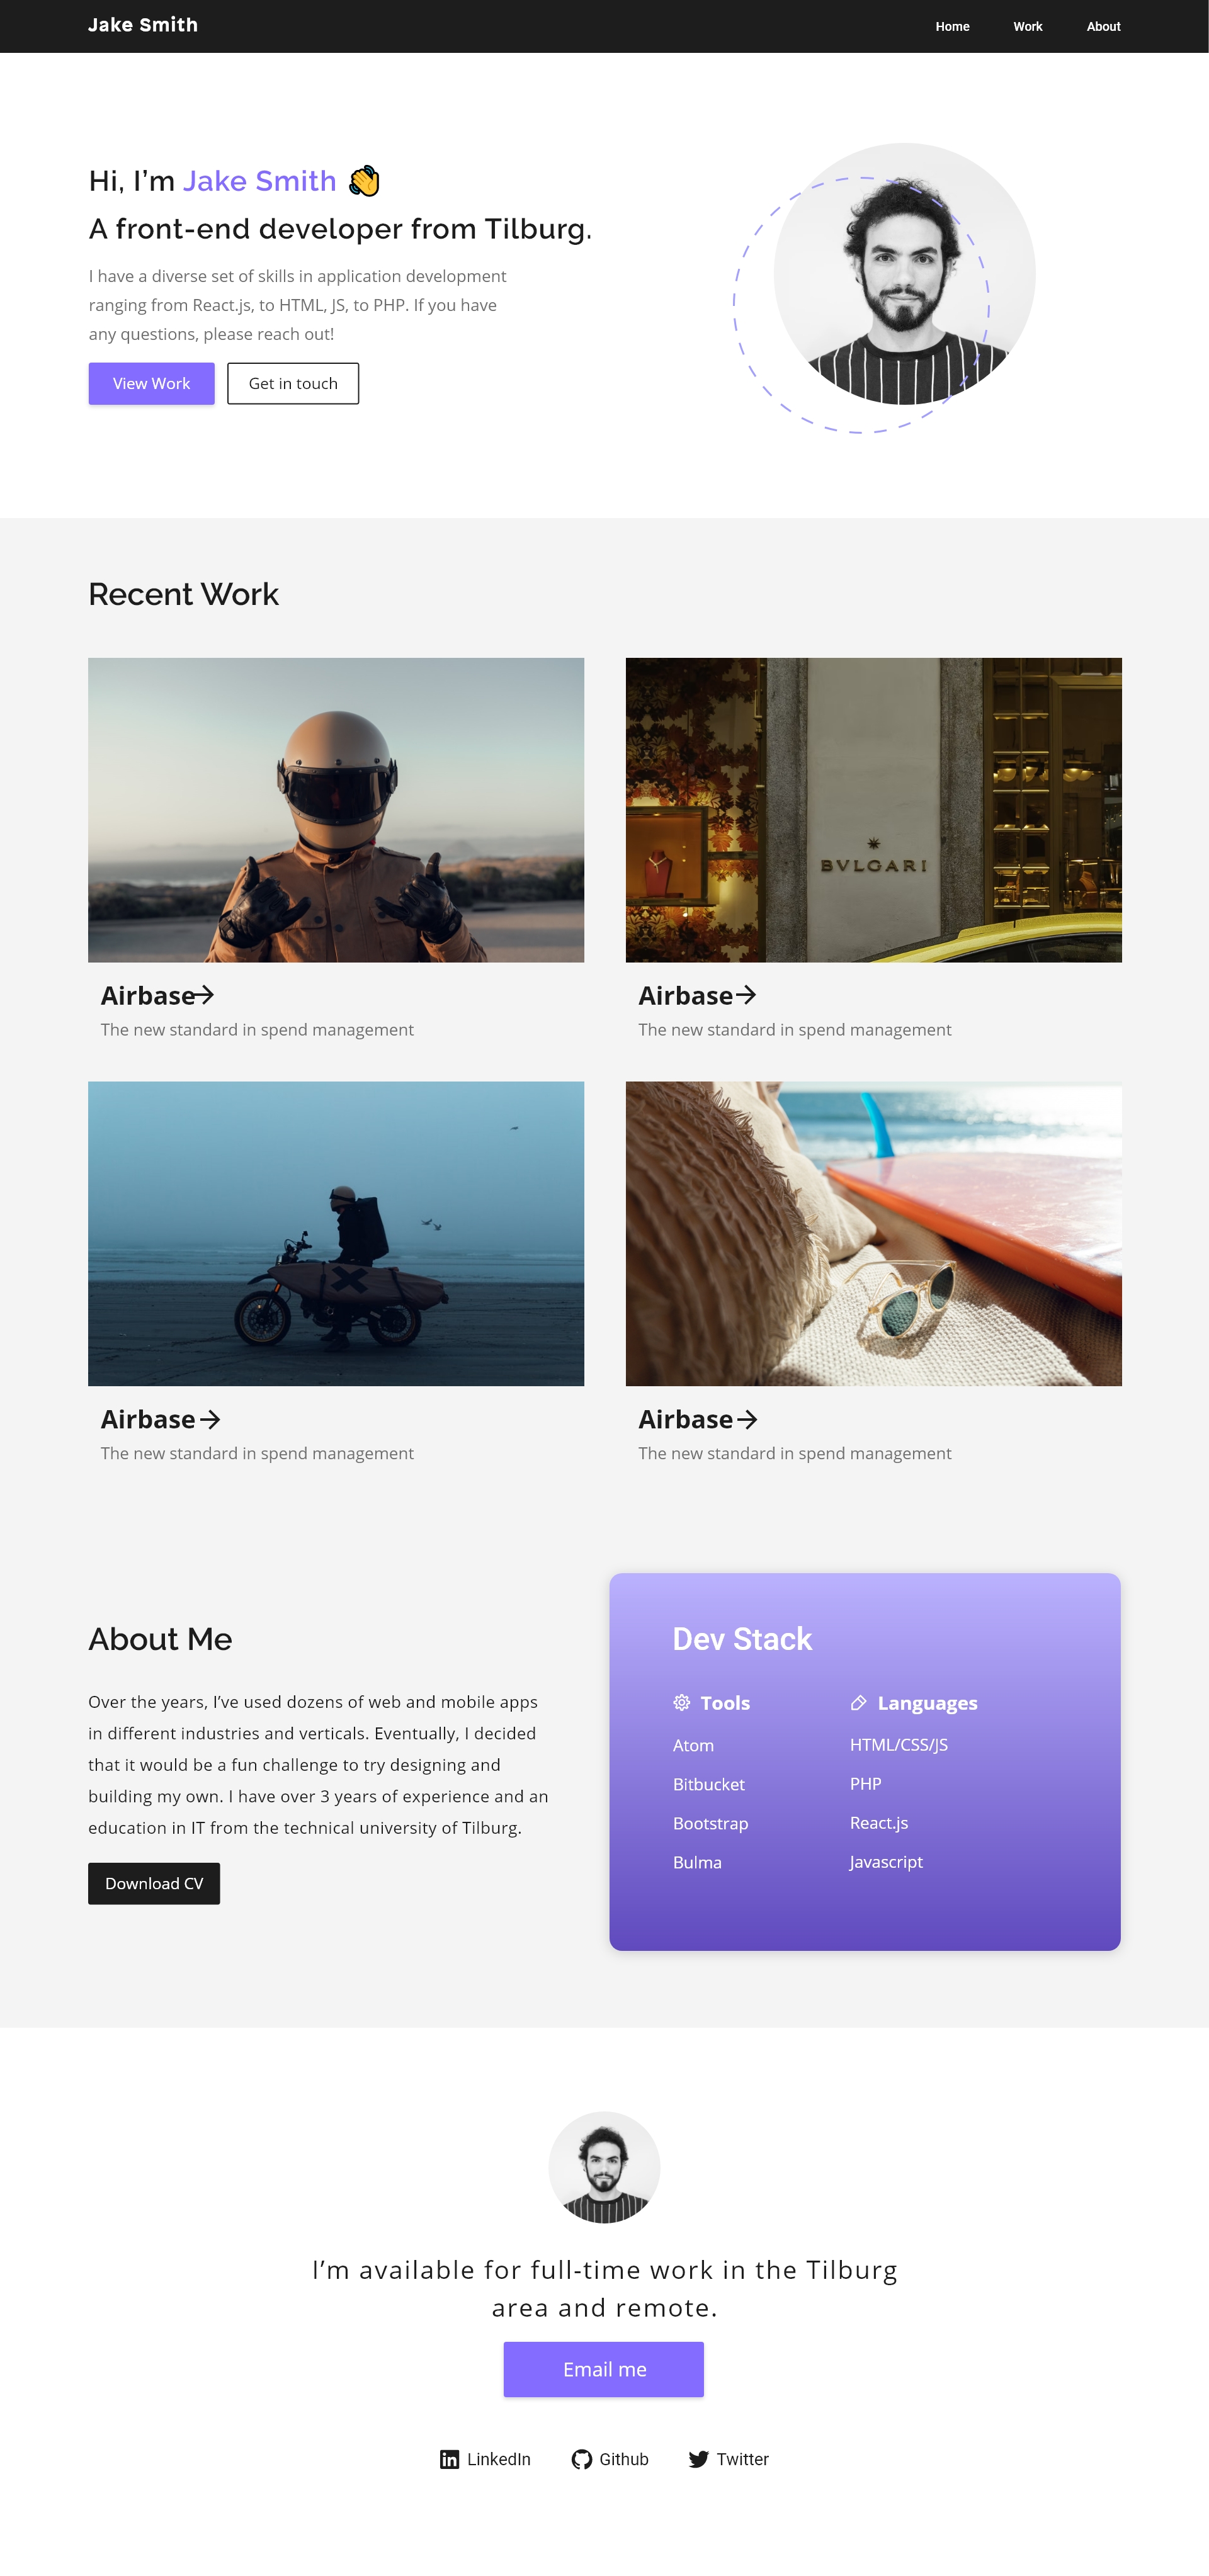 Jake Smith
Home
Work
About
Hi, I’m Jake Smith 👋
A front-end developer from Tilburg.
I have a diverse set of skills in application development
ranging from React.js, to HTML, JS, to PHP. If you have
any questions, please reach out!
View Work
Get in touch
Recent Work
BVLGARI
Airbase→
The new standard in spend management
Airbase→
The new standard in spend management
Airbase→
The new standard in spend management
Airbase→
The new standard in spend management
About Me
Over the years, I’ve used dozens of web and mobile apps
in different industries and verticals. Eventually, I decided
that it would be a fun challenge to try designing and
building my own. I have over 3 years of experience and an
education in IT from the technical university of Tilburg.
Download CV
Dev Stack
Tools
Atom
Bitbucket
Bootstrap
Bulma
Languages
HTML/CSS/JS
PHP
React.js
Javascript
I’m available for full-time work in the Tilburg
area and remote.
Email me
LinkedIn
Github
Twitter